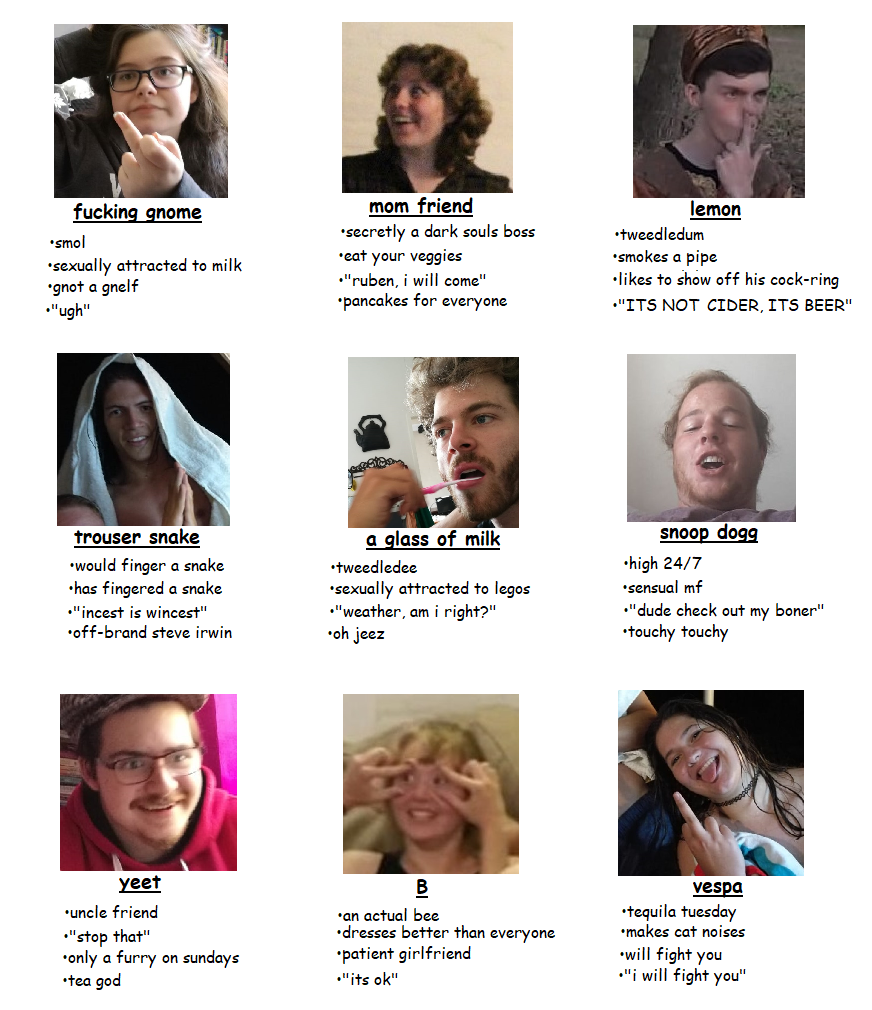 fucking gnome
•smol
•sexually attracted to milk
•gnot a gnelf
•"ugh"
mom friend
•secretly a dark souls boss
•eat your veggies
•"ruben, i will come"
•pancakes for everyone
lemon
•tweedledum
•smokes a pipe
•likes to show off his cock-ring
•"ITS NOT CIDER, ITS BEER"
trouser snake
•would finger a snake
•has fingered a snake
•"incest is wincest"
•off-brand steve irwin
a glass of milk
•tweedledee
•sexually attracted to legos
•"weather, am i right?"
•oh jeez
snoop dogg
•high 24/7
•sensual mf
•"dude check out my boner"
•touchy touchy
yeet
•uncle friend
•"stop that"
•only a furry on sundays
•tea god
B
•an actual bee
•dresses better than everyone
•patient girlfriend
•"its ok"
vespa
•tequila tuesday
•makes cat noises
•will fight you
•"i will fight you"